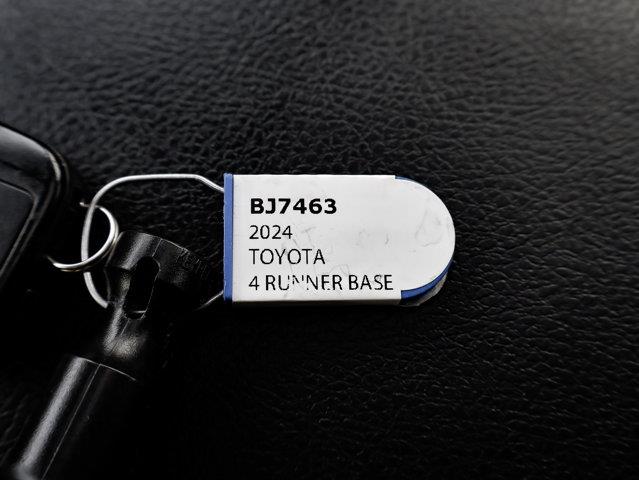 BJ7463
2024
TOYOTA
4 RUNNER BASE